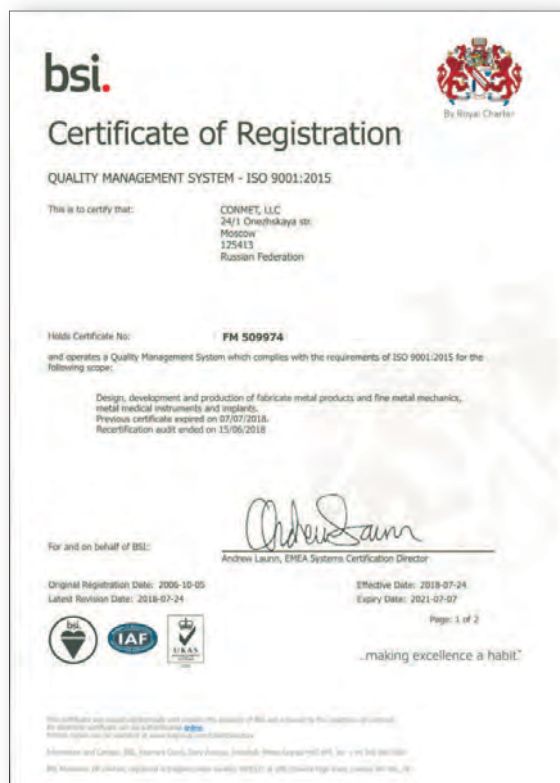 bsi.
By Royal Charter
Certificate of Registration
QUALITY MANAGEMENT SYSTEM - ISO 9001:2015
This is to certify that:
CONMET, LLC
24/1 Onezhskaya str.
Moscow
125413
Russian Federation
Holds Certificate No:
FM 509974
and operates a Quality Management System which complies with the requirements of ISO 9001:2015 for the
following scope:
Design, development and production of fabricate metal products and fine metal mechanics,
metal medical instruments and implants.
Previous certificate expired on 07/07/2018.
Recertification audit ended on 15/06/2018
For and on behalf of BSI:
Andrew Launn, EMEA Systems Certification Director
Original Registration Date: 2006-10-05
Effective Date: 2018-07-24
Latest Revision Date: 2018-07-24
Expiry Date: 2021-07-07
Page: 1 of 2
bsi.
IAF
UKAS
...making excellence a habit.™